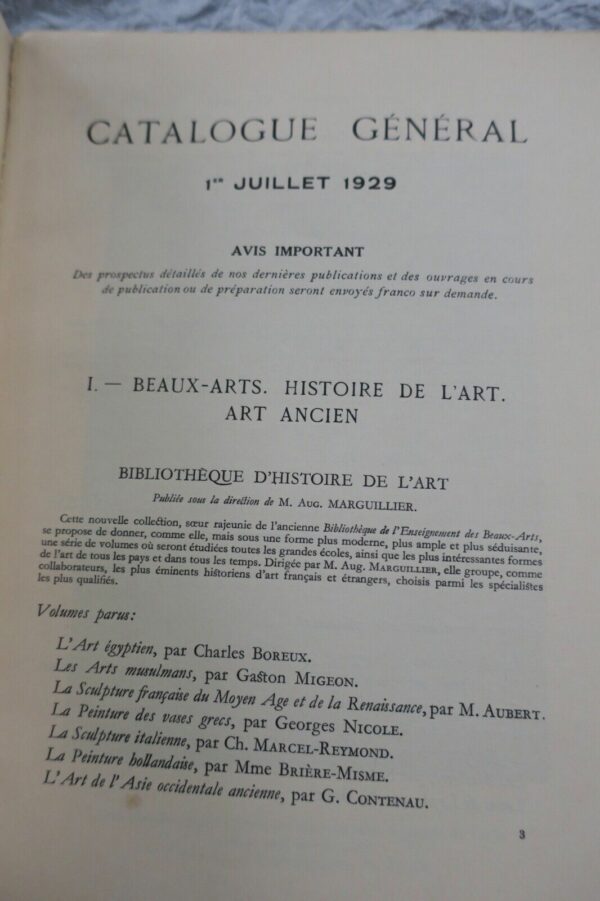 CATALOGUE GÉNÉRAL
1er JUILLET 1929
AVIS IMPORTANT
Des prospectus détaillés de nos dernières publications et des ouvrages en cours
de publication ou de préparation seront envoyés franco sur demande.
I. — BEAUX-ARTS. HISTOIRE DE L'ART.
ART ANCIEN
BIBLIOTHÈQUE D'HISTOIRE DE L'ART
Publiée sous la direction de M. Aug. MARGUILLIER.
Cette nouvelle collection, sœur rajeunie de l'ancienne Bibliothèque de l'Enseignement des Beaux-Arts,
se propose de donner, comme elle, mais sous une forme plus moderne, plus ample et plus séduisante,
une série de volumes où seront étudiées toutes les grandes écoles, ainsi que les plus intéressantes formes
de l'art de tous les pays et dans tous les temps. Dirigée par M. Aug. MARGUILLIER, elle groupe, comme
collaborateurs, les plus éminents historiens d'art français et étrangers, choisis parmi les spécialistes
les plus qualifiés.
Volumes parus :
L'Art égyptien, par Charles BOREUX.
Les Arts musulmans, par Gaston MIGEON.
La Sculpture française du Moyen Age et de la Renaissance, par M. AUBERT.
La Peinture des vases grecs, par Georges NICOLE.
La Sculpture italienne, par Ch. MARCEL-REYMOND.
La Peinture hollandaise, par Mme BRIÈRE-MISME.
L'Art de l'Asie occidentale ancienne, par G. CONTENAU.
3